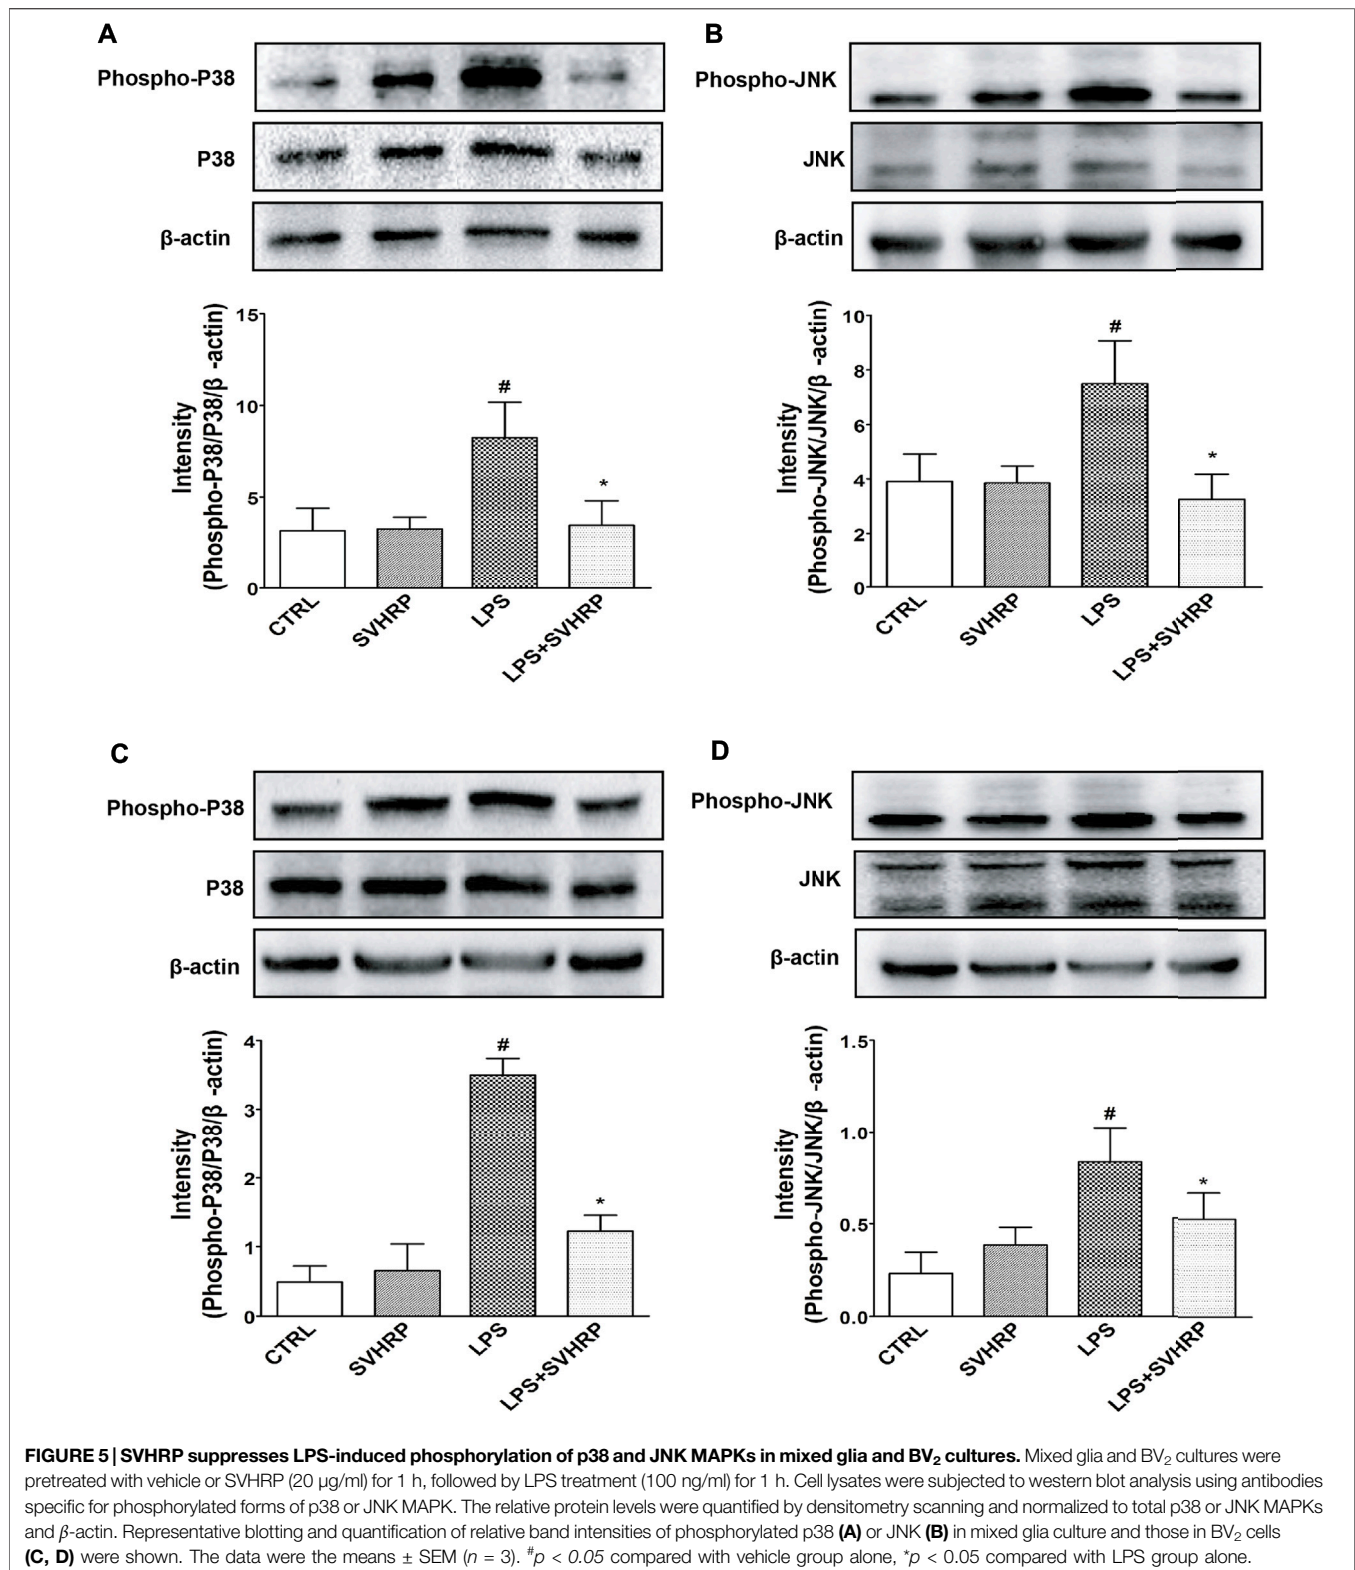 A
Phospho-P38
P38
β-actin
Intensity
(Phospho-P38/P38/β -actin)
15
10
5
0
#
*
CTRL
SVHRP
LPS
LPS+SVHRP
B
Phospho-JNK
JNK
β-actin
Intensity
(Phospho-JNK/JNK/β -actin)
10
8
6
4
2
0
#
*
CTRL
SVHRP
LPS
LPS+SVHRP
C
Phospho-P38
P38
β-actin
Intensity
(Phospho-P38/P38/β -actin)
4
3
2
1
0
#
*
CTRL
SVHRP
LPS
LPS+SVHRP
D
Phospho-JNK
JNK
β-actin
Intensity
(Phospho-JNK/JNK/β -actin)
1.5
1.0
0.5
0.0
#
*
CTRL
SVHRP
LPS
LPS+SVHRP
FIGURE 5 | SVHRP suppresses LPS-induced phosphorylation of p38 and JNK MAPKs in mixed glia and BV₂ cultures. Mixed glia and BV₂ cultures were
pretreated with vehicle or SVHRP (20 μg/ml) for 1 h, followed by LPS treatment (100 ng/ml) for 1 h. Cell lysates were subjected to western blot analysis using antibodies
specific for phosphorylated forms of p38 or JNK MAPK. The relative protein levels were quantified by densitometry scanning and normalized to total p38 or JNK MAPKs
and β-actin. Representative blotting and quantification of relative band intensities of phosphorylated p38 (A) or JNK (B) in mixed glia culture and those in BV₂ cells
(C, D) were shown. The data were the means ± SEM (n = 3). #p < 0.05 compared with vehicle group alone, *p < 0.05 compared with LPS group alone.